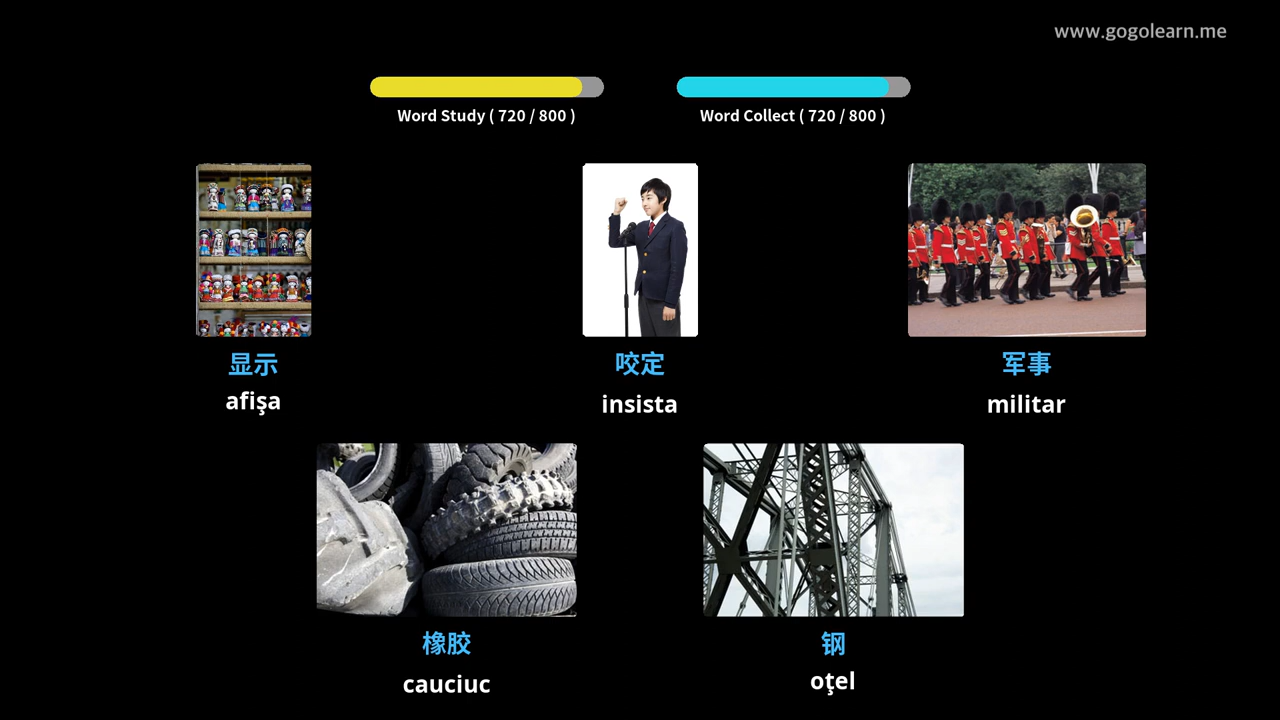 www.gogolearn.me
Word Study ( 720 / 800 )
Word Collect ( 720 / 800 )
显示
afişa
咬定
insista
军事
militar
橡胶
cauciuc
钢
oţel